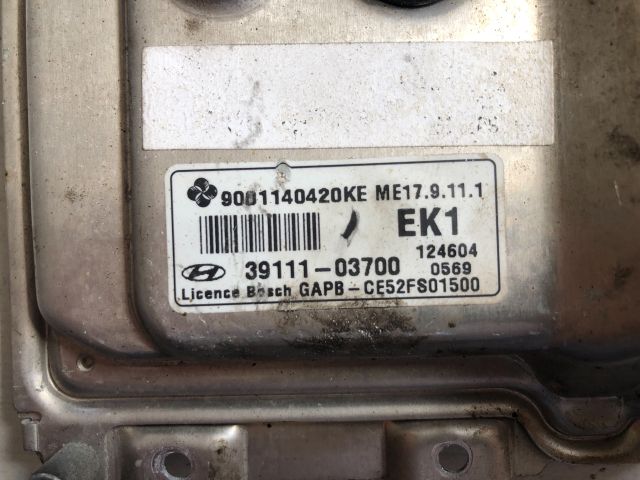 9001140420KE ME17.9.11.1
EK1
39111-03700
124604
0569
Licence Bosch GAPB-CE52FS01500